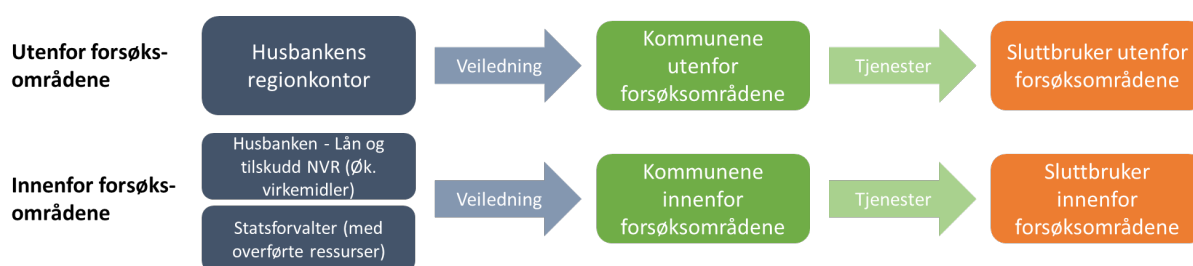 Utenfor forsøks-
områdene
Husbankens
regionkontor
Veiledning
Kommunene
utenfor
forsøksområdene
Tjenester
Sluttbruker utenfor
forsøksområdene
Innenfor forsøks-
områdene
Husbanken - Lån og
tilskudd NVR (Øk.
virkemidler)
Statsforvalter (med
overførte ressurser)
Veiledning
Kommunene
innenfor
forsøksområdene
Tjenester
Sluttbruker
innenfor
forsøksområdene